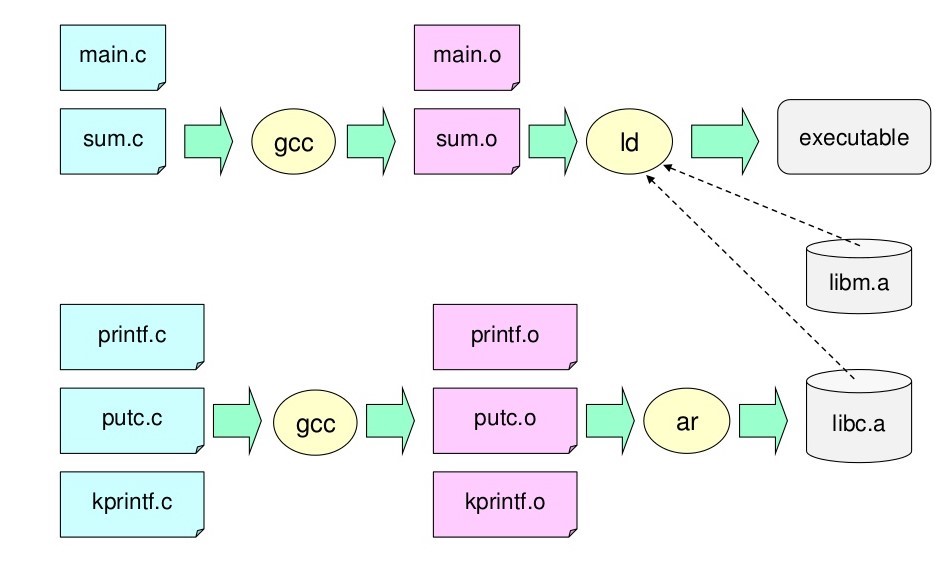 main.c
main.o
sum.c
gcc
sum.o
ld
executable
libm.a
printf.c
printf.o
putc.c
gcc
putc.o
ar
libc.a
kprintf.c
kprintf.o